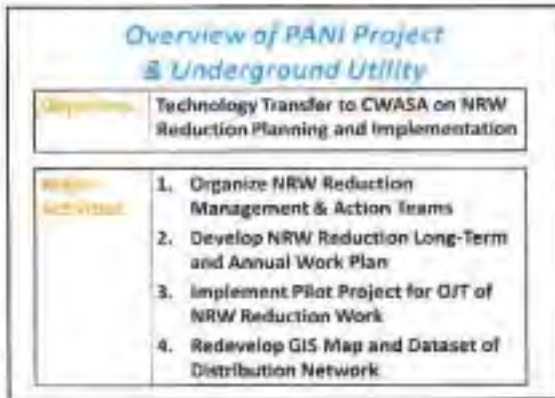 Overview of PANI Project
& Underground Utility
Technology Transfer to CWASA on NRW
Reduction Planning and Implementation
1. Organize NRW Reduction
Management & Action Teams
2. Develop NRW Reduction Long-Term
and Annual Work Plan
3. Implement Pilot Project for OJT of
NRW Reduction Work
4. Redevelop GIS Map and Dataset of
Distribution Network